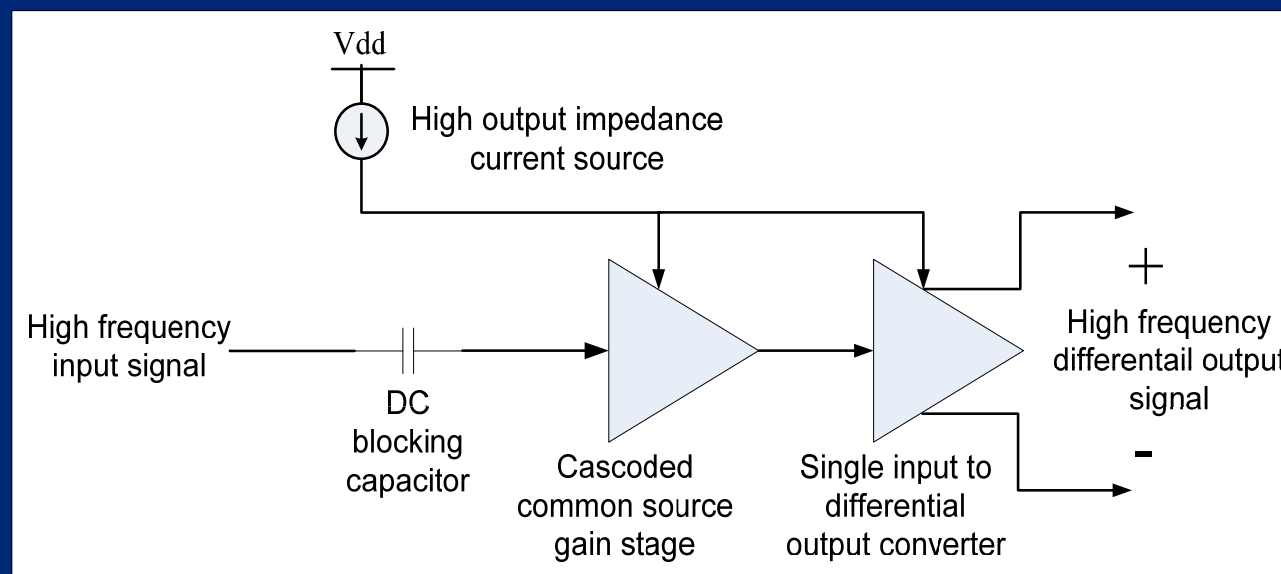 Vdd
High output impedance
current source
High frequency
input signal
DC
blocking
capacitor
Cascoded
common source
gain stage
Single input to
differential
output converter
+
High frequency
differentail output
signal
-